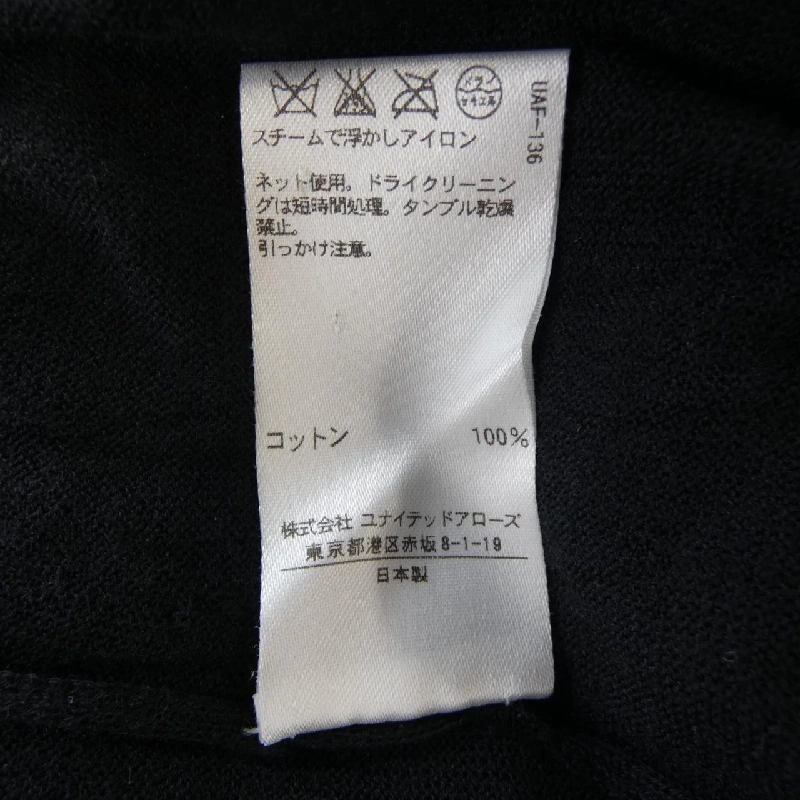 UAF-136
スチームで浮かしアイロン
ネット使用。ドライクリーニン
グは短時間処理。タンブル乾燥
禁止。
引っかけ注意。
コットン 100%
株式会社 ユナイテッドアローズ
東京都港区赤坂8-1-19
日本製